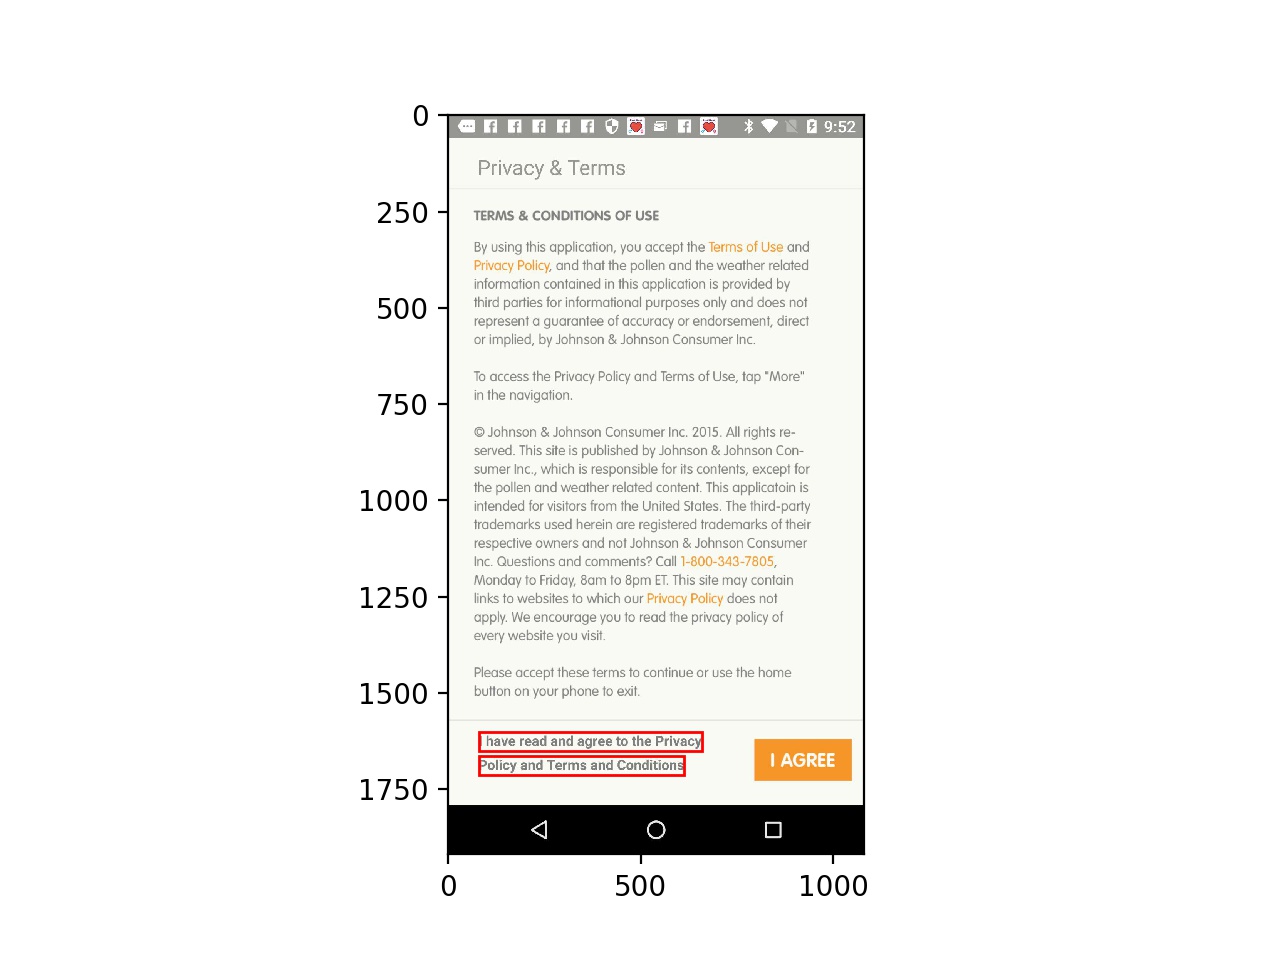 0
250
500
750
1000
1250
1500
1750
9:52
Privacy & Terms
TERMS & CONDITIONS OF USE
By using this application, you accept the Terms of Use and
Privacy Policy, and that the pollen and the weather related
information contained in this application is provided by
third parties for informational purposes only and does not
represent a guarantee of accuracy or endorsement, direct
or implied, by Johnson & Johnson Consumer Inc.
To access the Privacy Policy and Terms of Use, tap "More"
in the navigation.
© Johnson & Johnson Consumer Inc. 2015. All rights re-
served. This site is published by Johnson & Johnson Con-
sumer Inc., which is responsible for its contents, except for
the pollen and weather related content. This applicatoin is
intended for visitors from the United States. The third-party
trademarks used herein are registered trademarks of their
respective owners and not Johnson & Johnson Consumer
Inc. Questions and comments? Call 1-800-343-7805,
Monday to Friday, 8am to 8pm ET. This site may contain
links to websites to which our Privacy Policy does not
apply. We encourage you to read the privacy policy of
every website you visit.
Please accept these terms to continue or use the home
button on your phone to exit.
I have read and agree to the Privacy
Policy and Terms and Conditions
I AGREE
0 500 1000